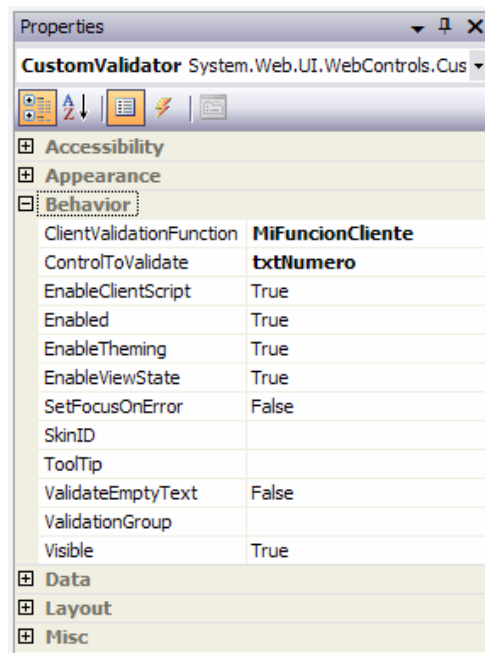 Properties
CustomValidator System.Web.UI.WebControls.Cus
Accessibility
Appearance
Behavior
ClientValidationFunction MiFuncionCliente
ControlToValidate txtNumero
EnableClientScript True
Enabled True
EnableTheming True
EnableViewState True
SetFocusOnError False
SkinID
ToolTip
ValidateEmptyText False
ValidationGroup
Visible True
Data
Layout
Misc